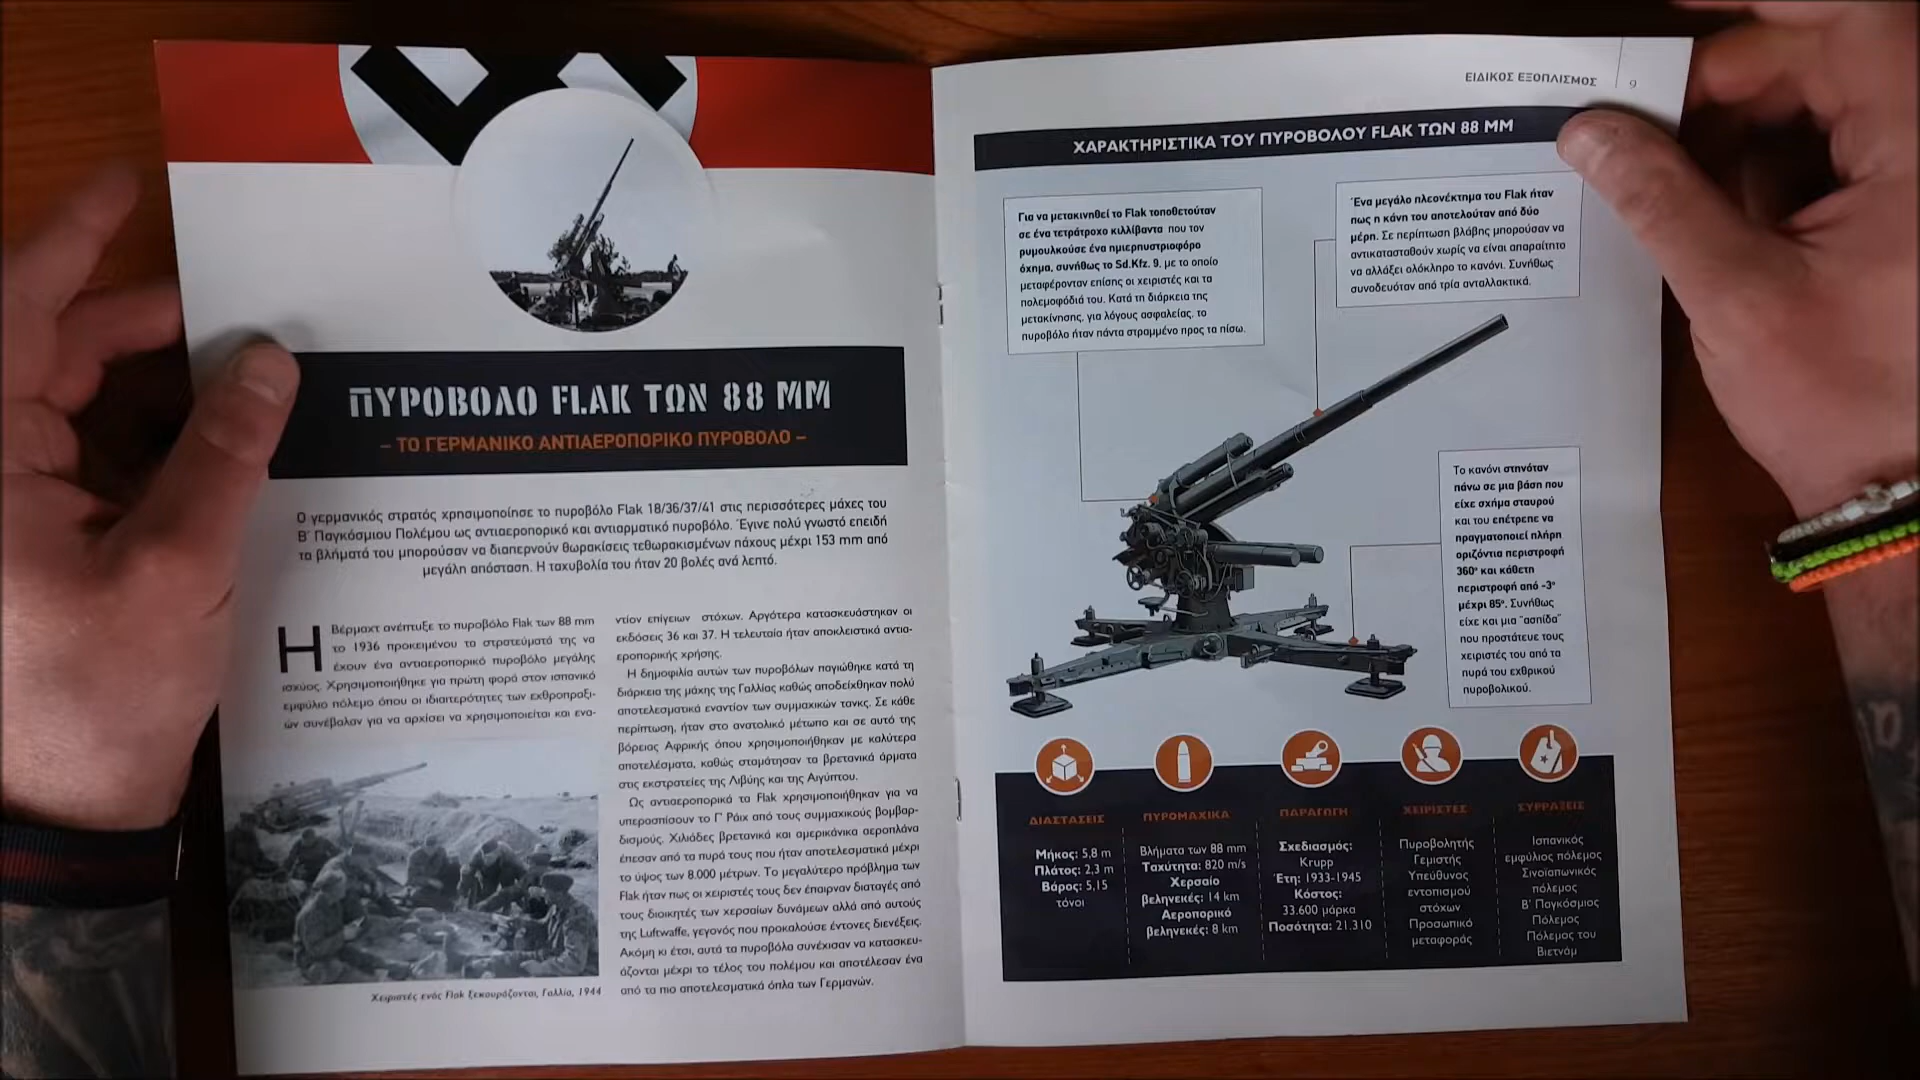 ΠΥΡΟΒΟΛΟ FLAK ΤΩΝ 88 ΜΜ
– ΤΟ ΓΕΡΜΑΝΙΚΟ ΑΝΤΙΑΕΡΟΠΟΡΙΚΟ ΠΥΡΟΒΟΛΟ –
Ο γερμανικός στρατός χρησιμοποίησε το πυροβόλο Flak 18/36/37/41 στις περισσότερες μάχες του
Β' Παγκόσμιου Πολέμου ως αντιαεροπορικό και αντιαρματικό πυροβόλο. Έγινε πολύ γνωστό επειδή
τα βλήματά του μπορούσαν να διαπερνούν θωρακίσεις τεθωρακισμένων πάχους μέχρι 153 mm από
μεγάλη απόσταση. Η ταχυβολία του ήταν 20 βολές ανά λεπτό.
Η Βέρμαχτ ανέπτυξε το πυροβόλο Flak των 88 mm
το 1936 προκειμένου τα στρατεύματά της να
έχουν ένα αντιαεροπορικό πυροβόλο μεγάλης
ισχύος. Χρησιμοποιήθηκε για πρώτη φορά στον ισπανικό
εμφύλιο πόλεμο όπου οι ιδιαιτερότητες των εχθροπραξι-
ών συνέβαλαν για να αρχίσει να χρησιμοποιείται και ενα-
Χειριστές ενός Flak ξεκουράζονται, Γαλλία, 1944
ντίον επίγειων στόχων. Αργότερα κατασκευάστηκαν οι
εκδόσεις 36 και 37. Η τελευταία ήταν αποκλειστικά αντια-
εροπορικής χρήσης.
Η δημοφιλία αυτών των πυροβόλων παγιώθηκε κατά τη
διάρκεια της μάχης της Γαλλίας καθώς αποδείχθηκαν πολύ
αποτελεσματικά εναντίον των συμμαχικών τανκς. Σε κάθε
περίπτωση, ήταν στο ανατολικό μέτωπο και σε αυτό της
βόρειας Αφρικής όπου χρησιμοποιήθηκαν με καλύτερα
αποτελέσματα, καθώς σταμάτησαν τα βρετανικά άρματα
στις εκστρατείες της Λιβύης και της Αιγύπτου.
Ως αντιαεροπορικά τα Flak χρησιμοποιήθηκαν για να
υπερασπίσουν το Γ' Ράιχ από τους συμμαχικούς βομβαρ-
δισμούς. Χιλιάδες βρετανικά και αμερικάνικα αεροπλάνα
έπεσαν από τα πυρά τους που ήταν αποτελεσματικά μέχρι
το ύψος των 8.000 μέτρων. Το μεγαλύτερο πρόβλημα των
Flak ήταν πως οι χειριστές τους δεν έπαιρναν διαταγές από
τους διοικητές των χερσαίων δυνάμεων αλλά από αυτούς
της Luftwaffe, γεγονός που προκαλούσε έντονες διενέξεις.
Ακόμη κι έτσι, αυτά τα πυροβόλα συνέχισαν να κατασκευ-
άζονται μέχρι το τέλος του πολέμου και αποτέλεσαν ένα
από τα πιο αποτελεσματικά όπλα των Γερμανών.
ΕΙΔΙΚΟΣ ΕΞΟΠΛΙΣΜΟΣ 9
ΧΑΡΑΚΤΗΡΙΣΤΙΚΑ ΤΟΥ ΠΥΡΟΒΟΛΟΥ FLAK ΤΩΝ 88 ΜΜ
Για να μετακινηθεί το Flak τοποθετούταν
σε ένα τετράτροχο κιλλίβαντα που τον
ρυμουλκούσε ένα ημιερπυστριοφόρο
όχημα, συνήθως το Sd.Kfz. 9, με το οποίο
μεταφέρονταν επίσης οι χειριστές και τα
πολεμοφόδιά του. Κατά τη διάρκεια της
μετακίνησης, για λόγους ασφαλείας, το
πυροβόλο ήταν πάντα στραμμένο προς τα πίσω.
Ένα μεγάλο πλεονέκτημα του Flak ήταν
πως η κάνη του αποτελούταν από δύο
μέρη. Σε περίπτωση βλάβης μπορούσαν να
αντικατασταθούν χωρίς να είναι απαραίτητο
να αλλάξει ολόκληρο το κανόνι. Συνήθως
συνοδευόταν από τρία ανταλλακτικά.
Το κανόνι στηνόταν
πάνω σε μια βάση που
είχε σχήμα σταυρού
και του επέτρεπε να
πραγματοποιεί πλήρη
οριζόντια περιστροφή
360° και κάθετη
περιστροφή από -3°
μέχρι 85°. Συνήθως
είχε και μια "ασπίδα"
που προστάτευε τους
χειριστές του από τα
πυρά του εχθρικού
πυροβολικού.
ΔΙΑΣΤΑΣΕΙΣ
Μήκος: 5,8 m
Πλάτος: 2,3 m
Βάρος: 5,15
τόνοι
ΠΥΡΟΜΑΧΙΚΑ
Βλήματα των 88 mm
Ταχύτητα: 820 m/s
Χερσαίο
βεληνεκές: 14 km
Αεροπορικό
βεληνεκές: 8 km
ΠΑΡΑΓΩΓΗ
Σχεδιασμός:
Krupp
Έτη: 1933-1945
Κόστος:
33.600 μάρκα
Ποσότητα: 21.310
ΧΕΙΡΙΣΤΕΣ
Πυροβολητής
Γεμιστής
Υπεύθυνος
εντοπισμού
στόχων
Προσωπικό
μεταφοράς
ΣΥΡΡΑΞΕΙΣ
Ισπανικός
εμφύλιος πόλεμος
Σινοϊαπωνικός
πόλεμος
Β' Παγκόσμιος
Πόλεμος
Πόλεμος του
Βιετνάμ